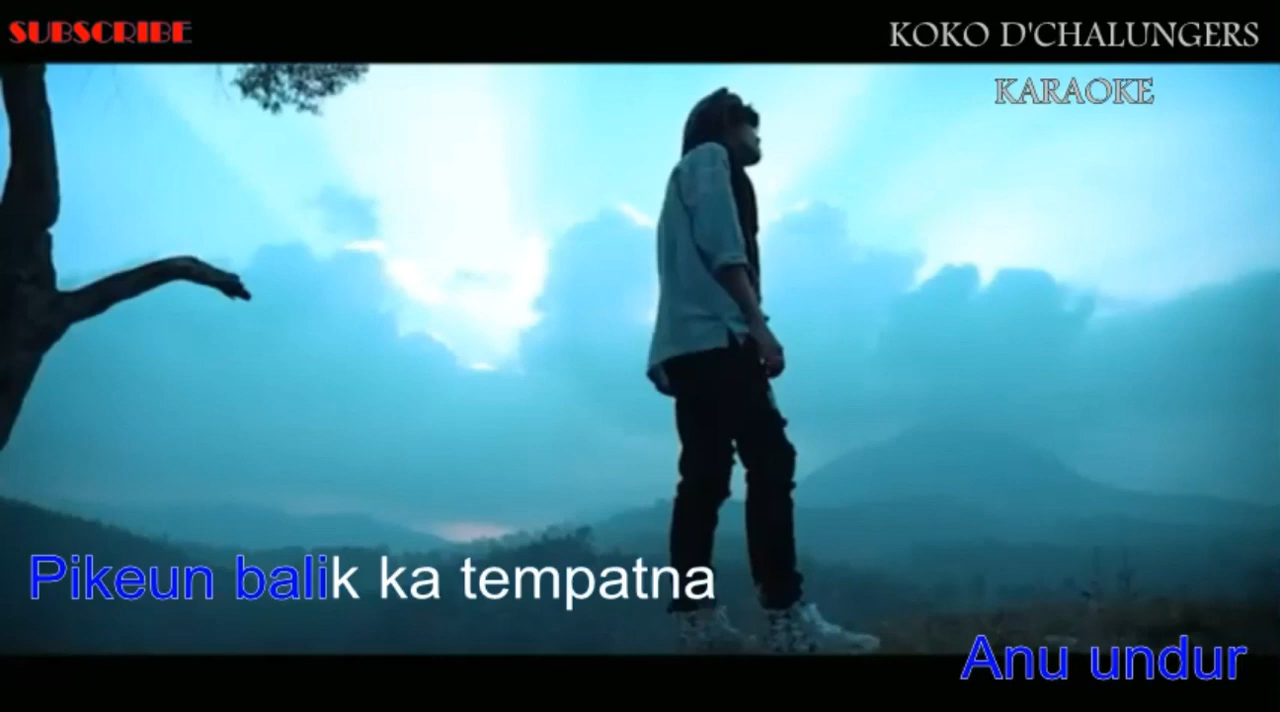 SUBSCRIBE
KOKO D'CHALUNGERS
KARAOKE
Pikeun balik ka tempatna
Anu undur